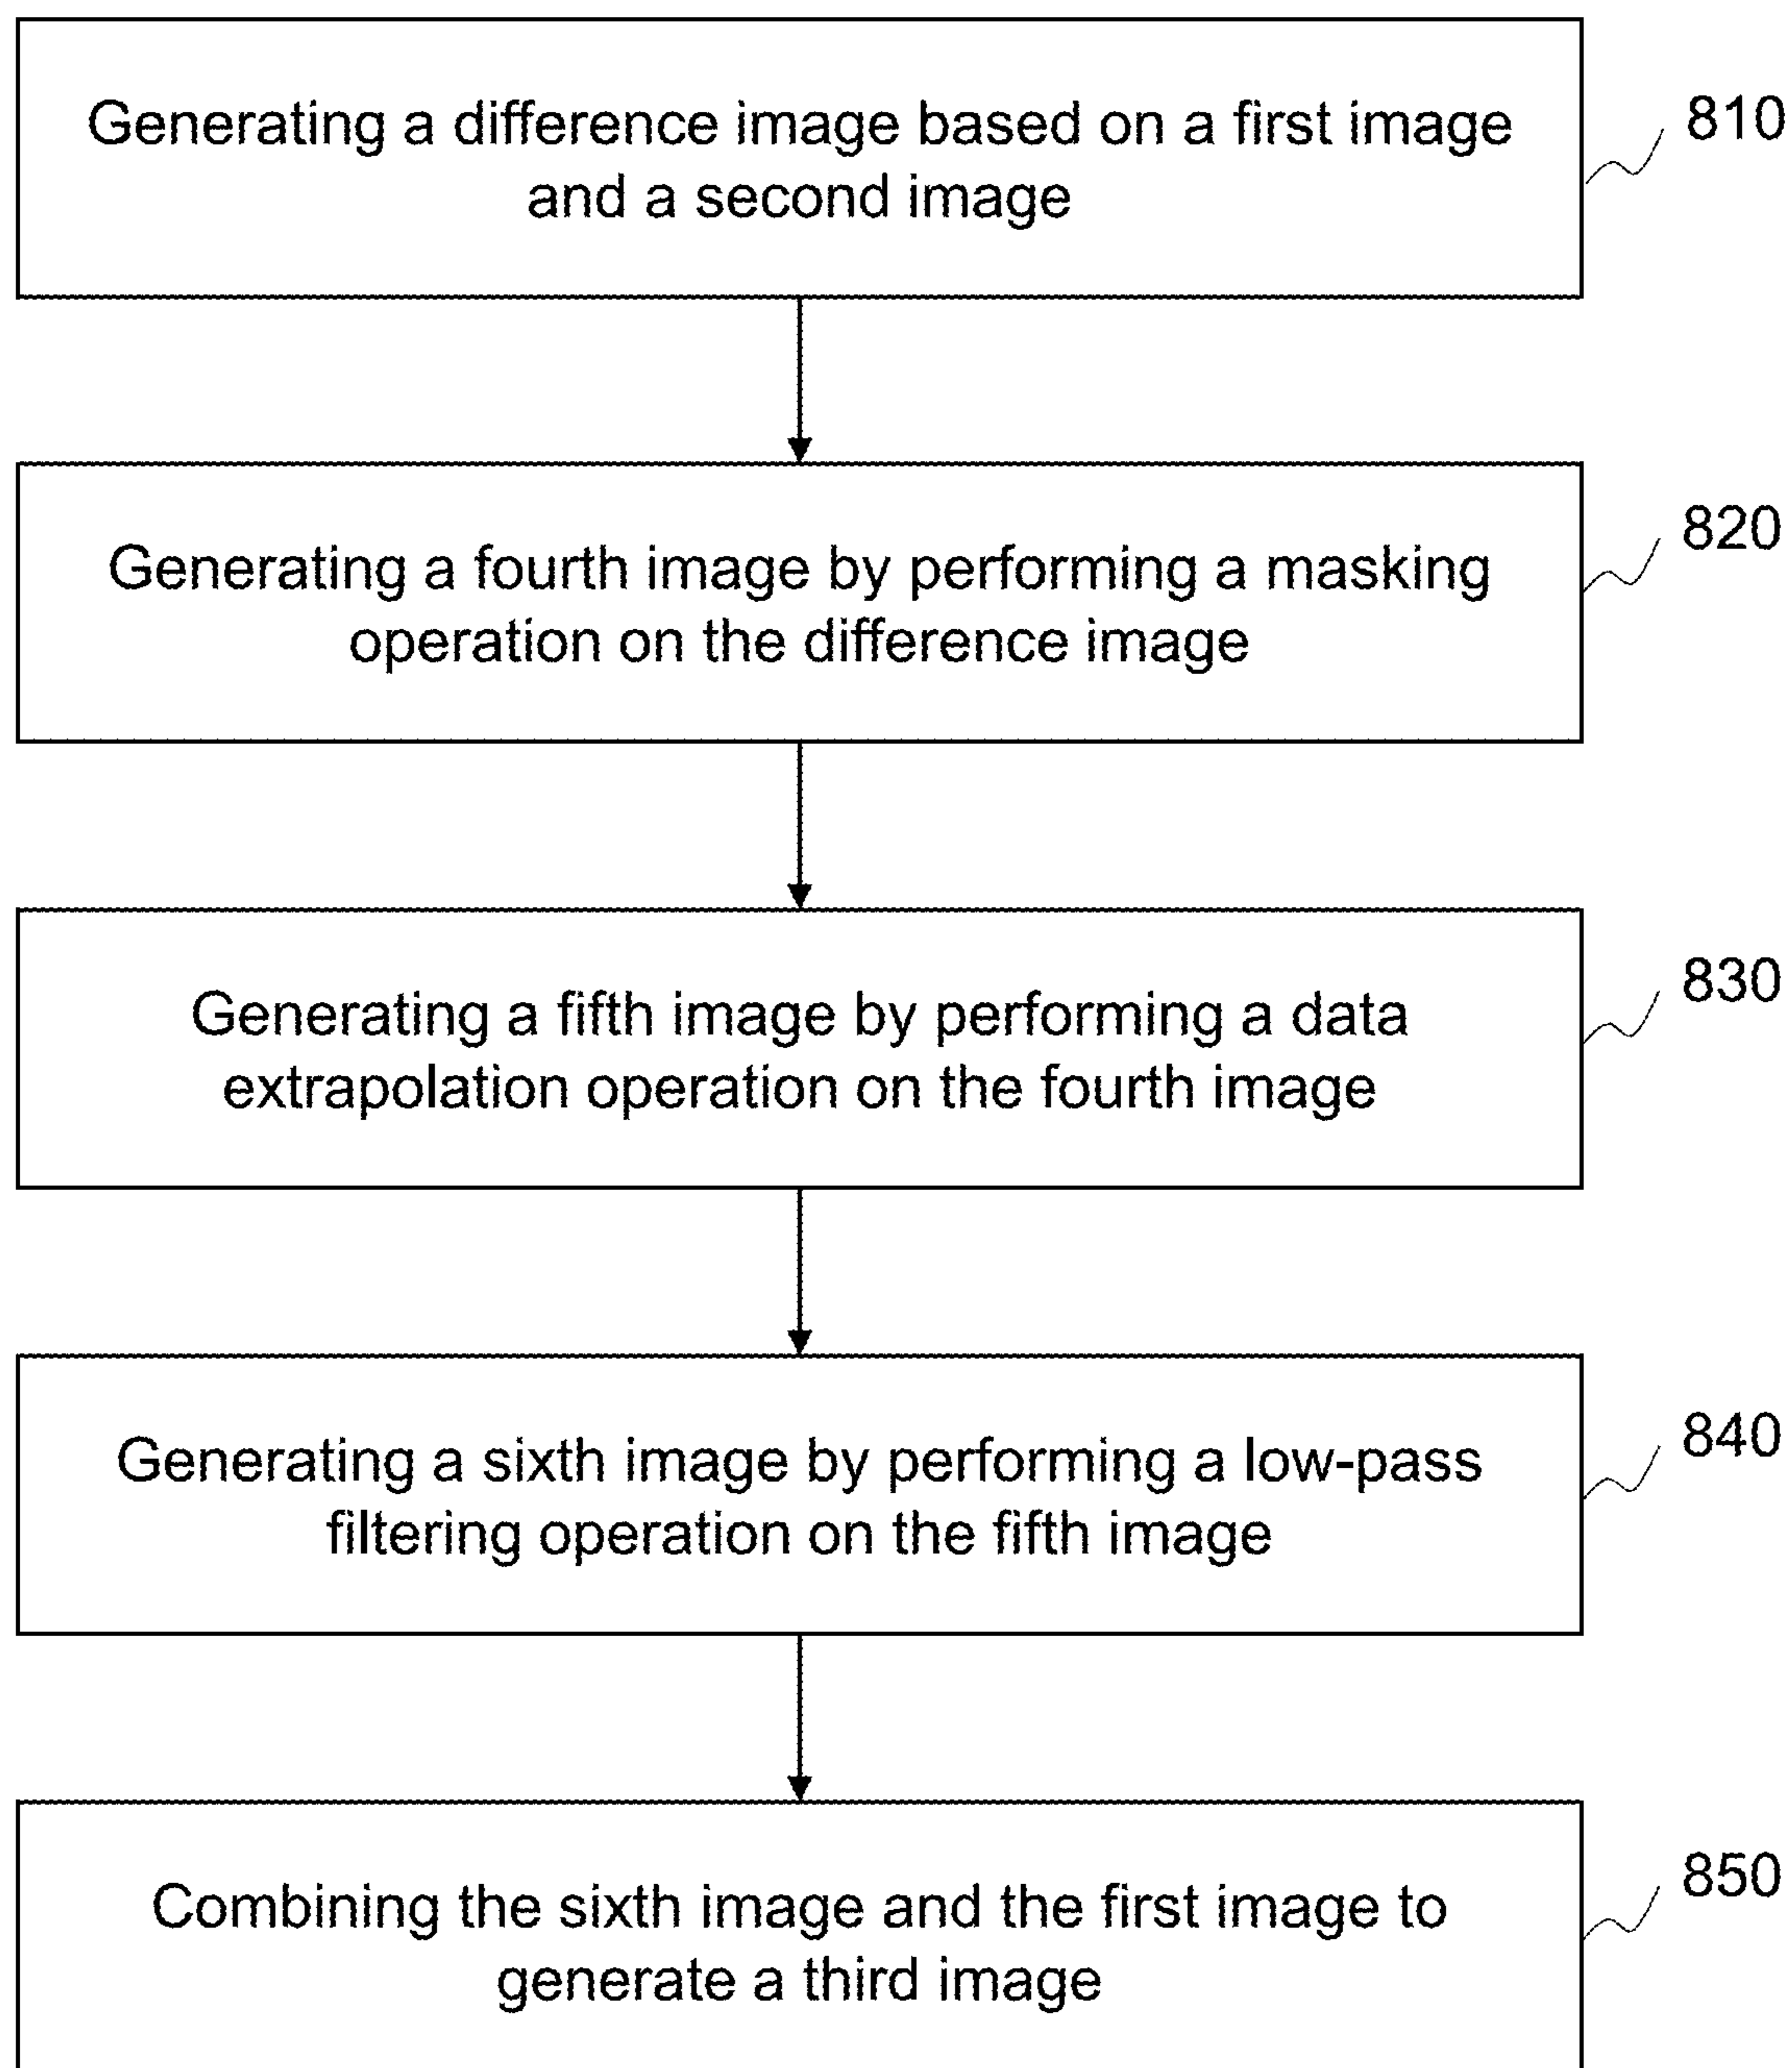 Generating a difference image based on a first image
and a second image
810
Generating a fourth image by performing a masking
operation on the difference image
820
Generating a fifth image by performing a data
extrapolation operation on the fourth image
830
Generating a sixth image by performing a low-pass
filtering operation on the fifth image
840
Combining the sixth image and the first image to
generate a third image
850